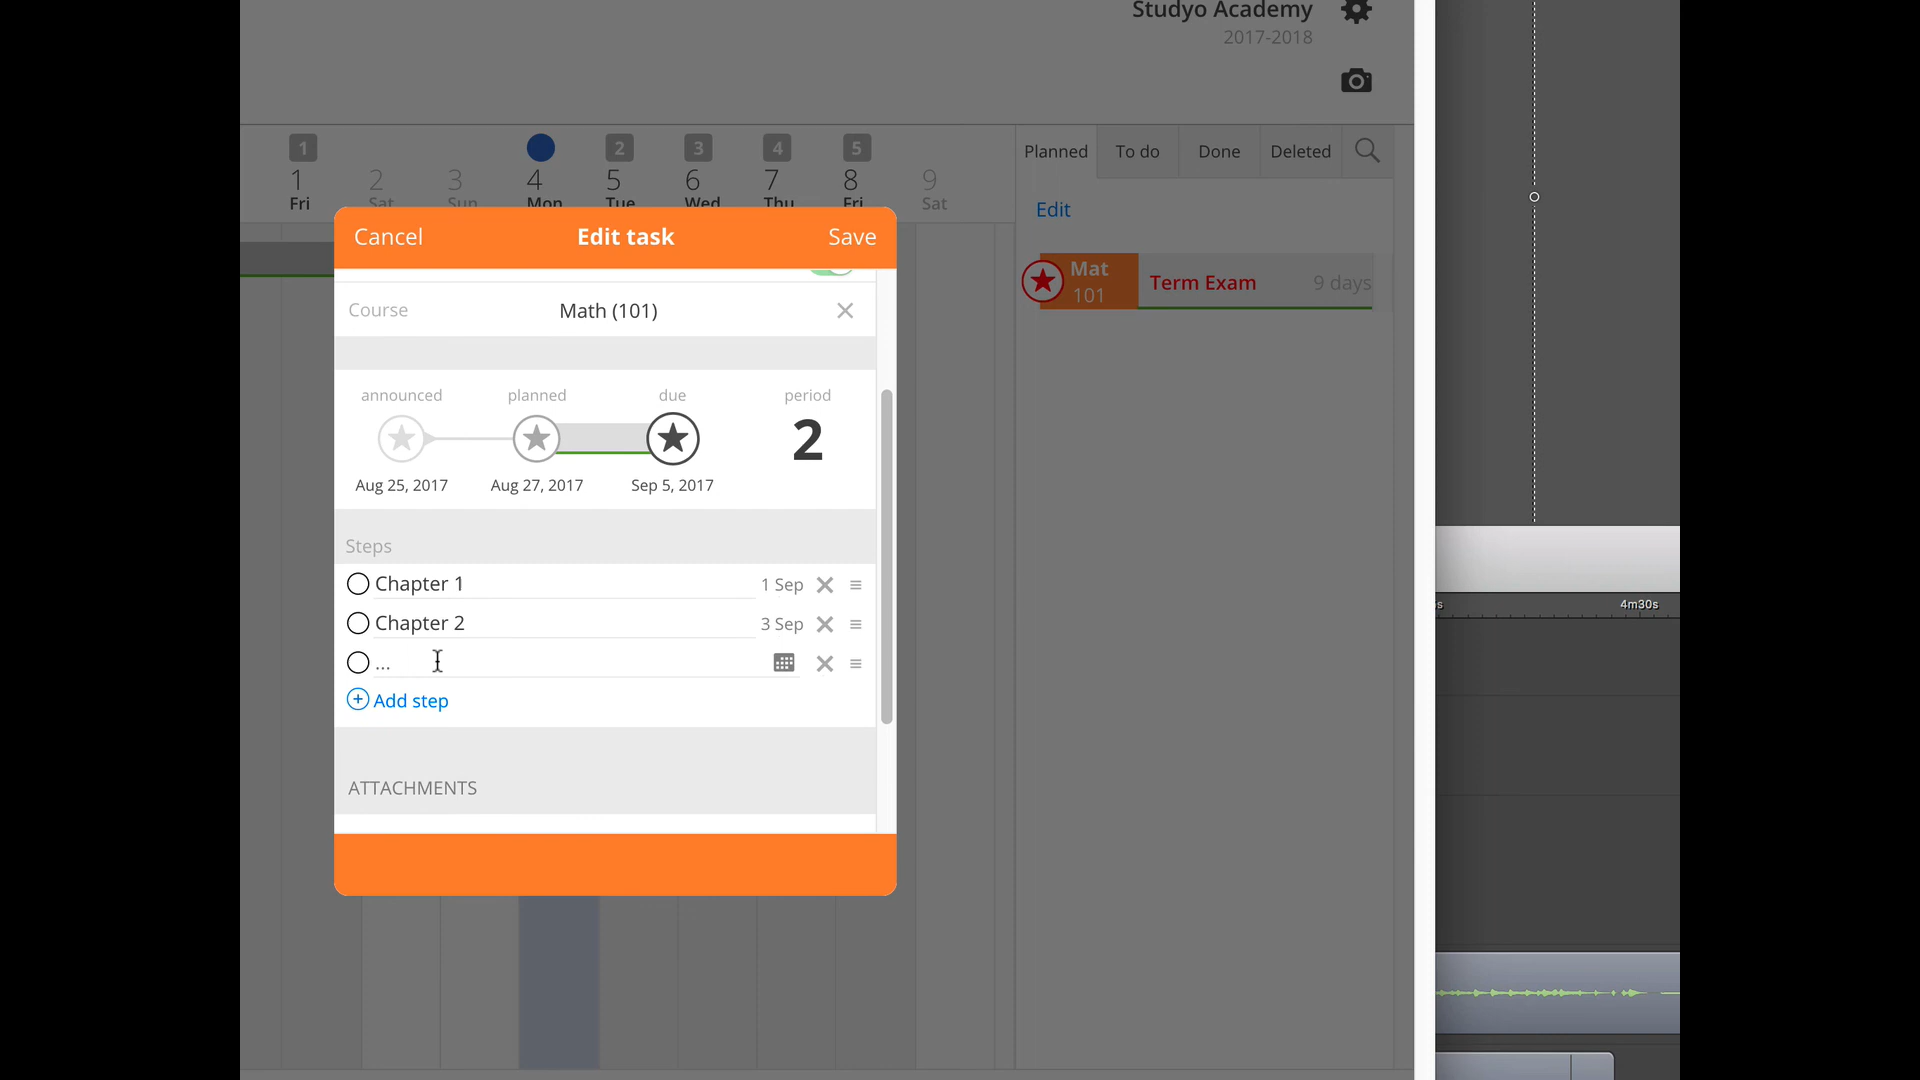 Studyo Academy
2017-2018
1 2 3 4 5
1 2 3 4 5 6 7 8 9
Fri Sat Sun Mon Tue Wed Thu Fri Sat
Planned To do Done Deleted
Edit
Mat
101
Term Exam 9 days
Cancel Edit task Save
Course Math (101)
announced planned due period
2
Aug 25, 2017 Aug 27, 2017 Sep 5, 2017
Steps
Chapter 1 1 Sep
Chapter 2 3 Sep
...
Add step
ATTACHMENTS
4m30s